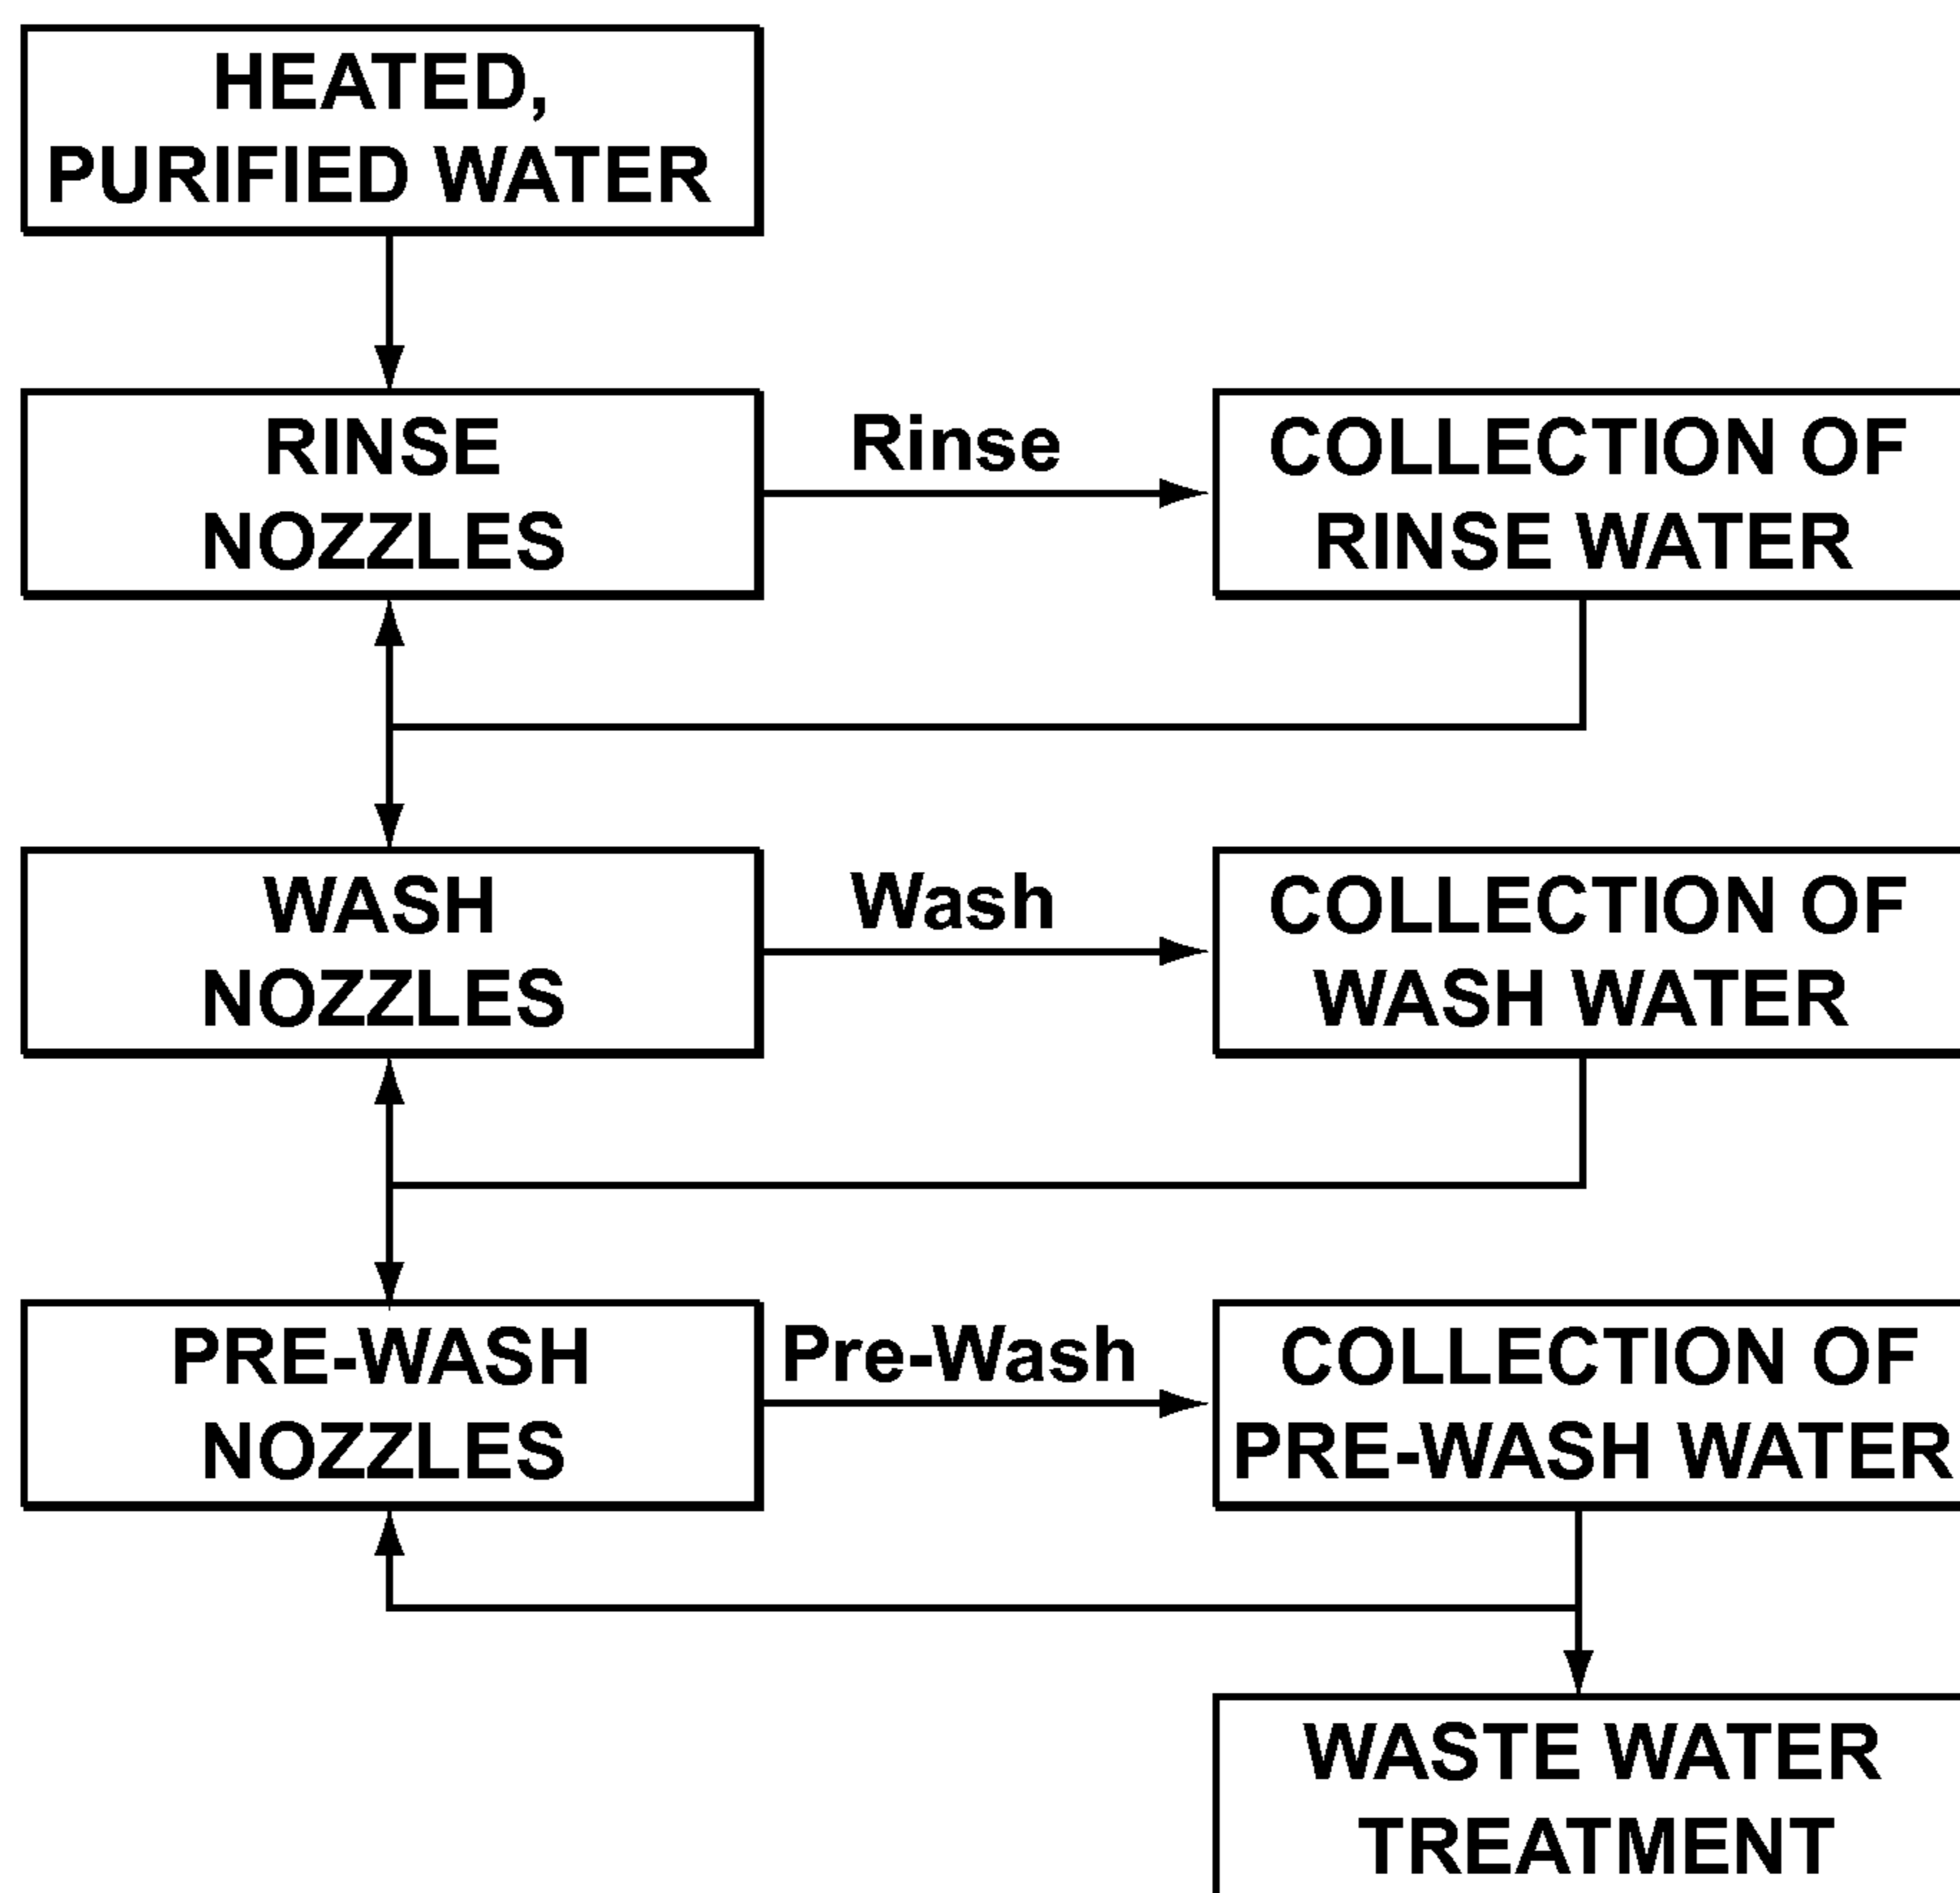 HEATED,
PURIFIED WATER
RINSE
NOZZLES
Rinse
COLLECTION OF
RINSE WATER
WASH
NOZZLES
Wash
COLLECTION OF
WASH WATER
PRE-WASH
NOZZLES
Pre-Wash
COLLECTION OF
PRE-WASH WATER
WASTE WATER
TREATMENT